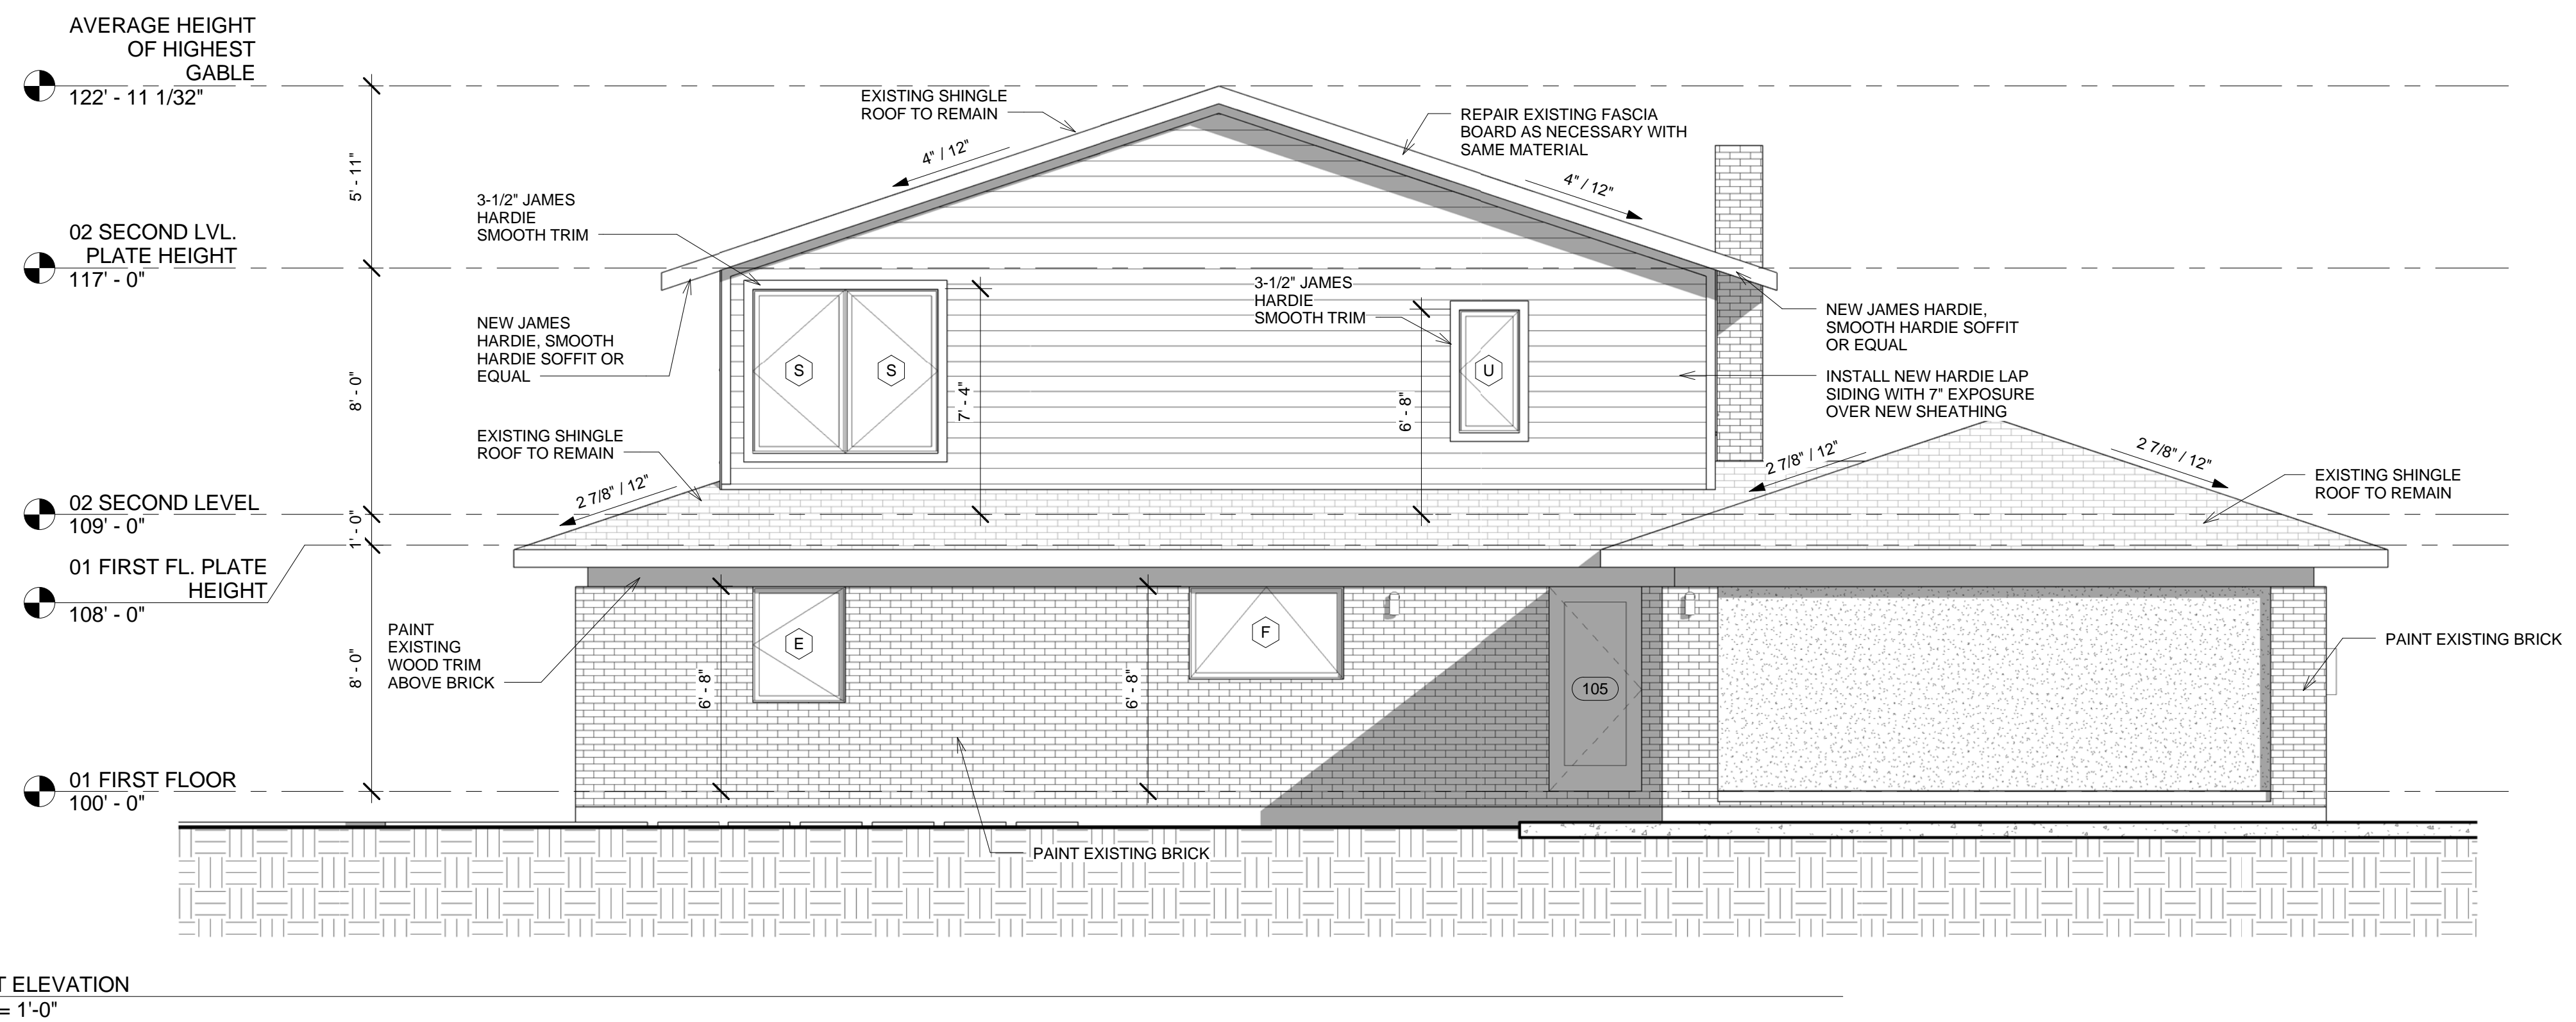 AVERAGE HEIGHT
OF HIGHEST
GABLE
122' - 11 1/32"
5' - 11"
02 SECOND LVL.
PLATE HEIGHT
117' - 0"
8' - 0"
02 SECOND LEVEL
109' - 0"
1' - 0"
01 FIRST FL. PLATE
HEIGHT
108' - 0"
8' - 0"
01 FIRST FLOOR
100' - 0"
EXISTING SHINGLE
ROOF TO REMAIN
4" / 12"
REPAIR EXISTING FASCIA
BOARD AS NECESSARY WITH
SAME MATERIAL
4" / 12"
3-1/2" JAMES
HARDIE
SMOOTH TRIM
3-1/2" JAMES
HARDIE
SMOOTH TRIM
NEW JAMES
HARDIE, SMOOTH
HARDIE SOFFIT OR
EQUAL
S
S
7' - 4"
6' - 8"
U
NEW JAMES HARDIE,
SMOOTH HARDIE SOFFIT
OR EQUAL
INSTALL NEW HARDIE LAP
SIDING WITH 7" EXPOSURE
OVER NEW SHEATHING
EXISTING SHINGLE
ROOF TO REMAIN
2 7/8" / 12"
2 7/8" / 12"
2 7/8" / 12"
EXISTING SHINGLE
ROOF TO REMAIN
PAINT
EXISTING
WOOD TRIM
ABOVE BRICK
6' - 8"
E
6' - 8"
F
105
PAINT EXISTING BRICK
PAINT EXISTING BRICK
T ELEVATION
= 1'-0"